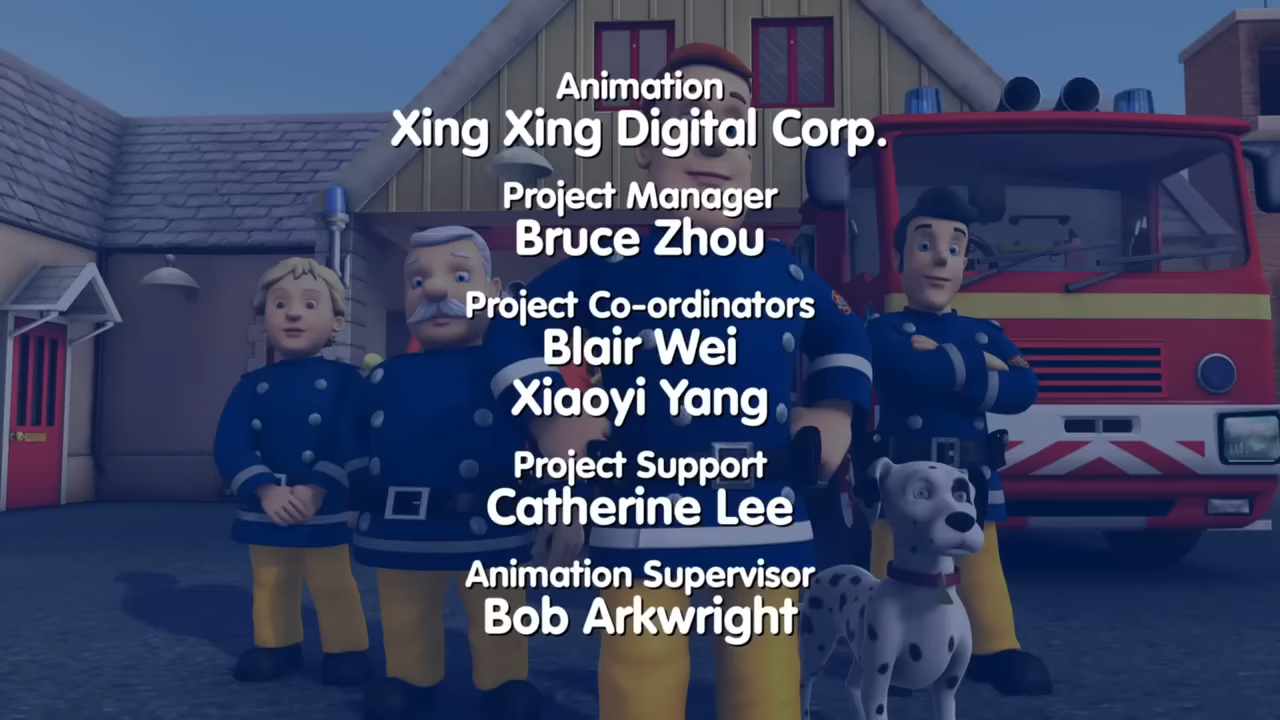 Animation
Xing Xing Digital Corp.
Project Manager
Bruce Zhou
Project Co-ordinators
Blair Wei
Xiaoyi Yang
Project Support
Catherine Lee
Animation Supervisor
Bob Arkwright